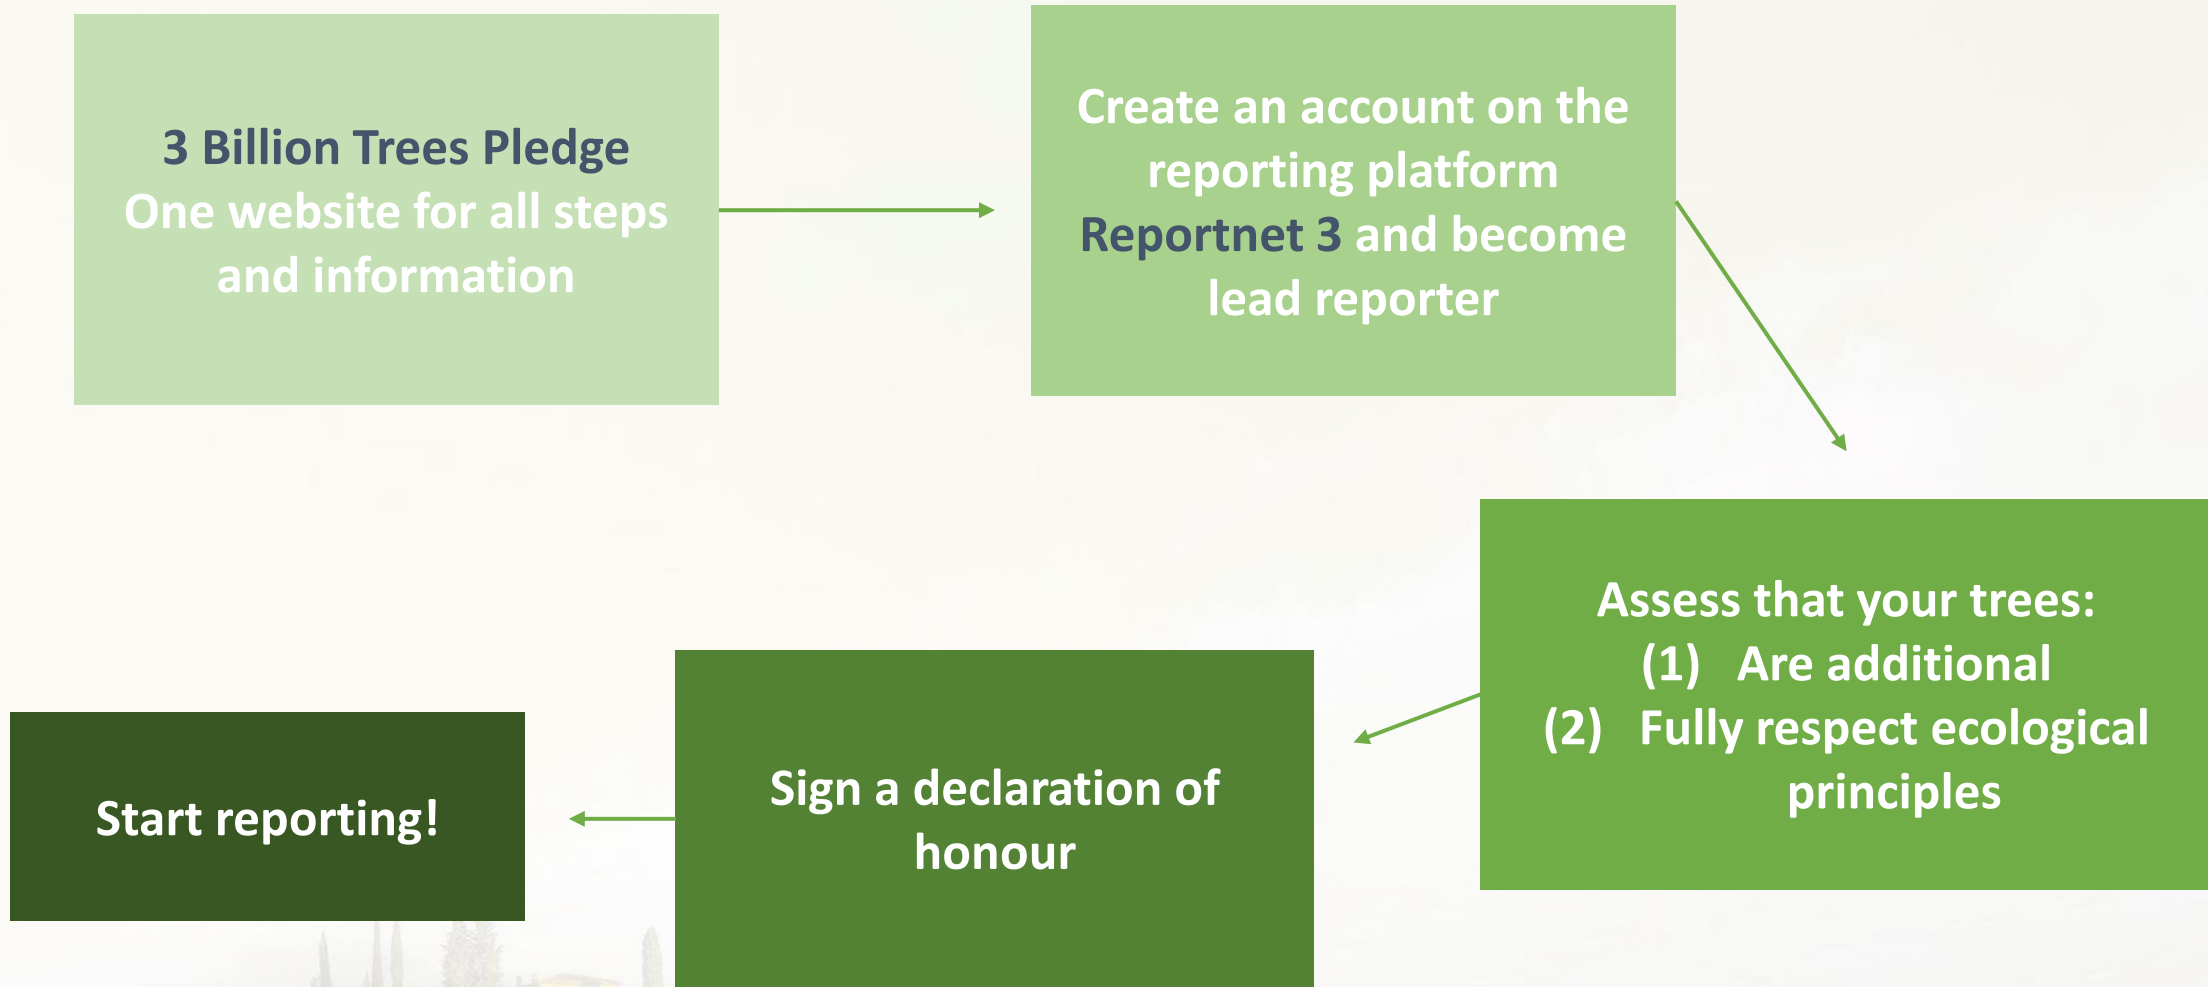 3 Billion Trees Pledge
One website for all steps
and information
Create an account on the
reporting platform
Reportnet 3 and become
lead reporter
Assess that your trees:
(1) Are additional
(2) Fully respect ecological
principles
Sign a declaration of
honour
Start reporting!